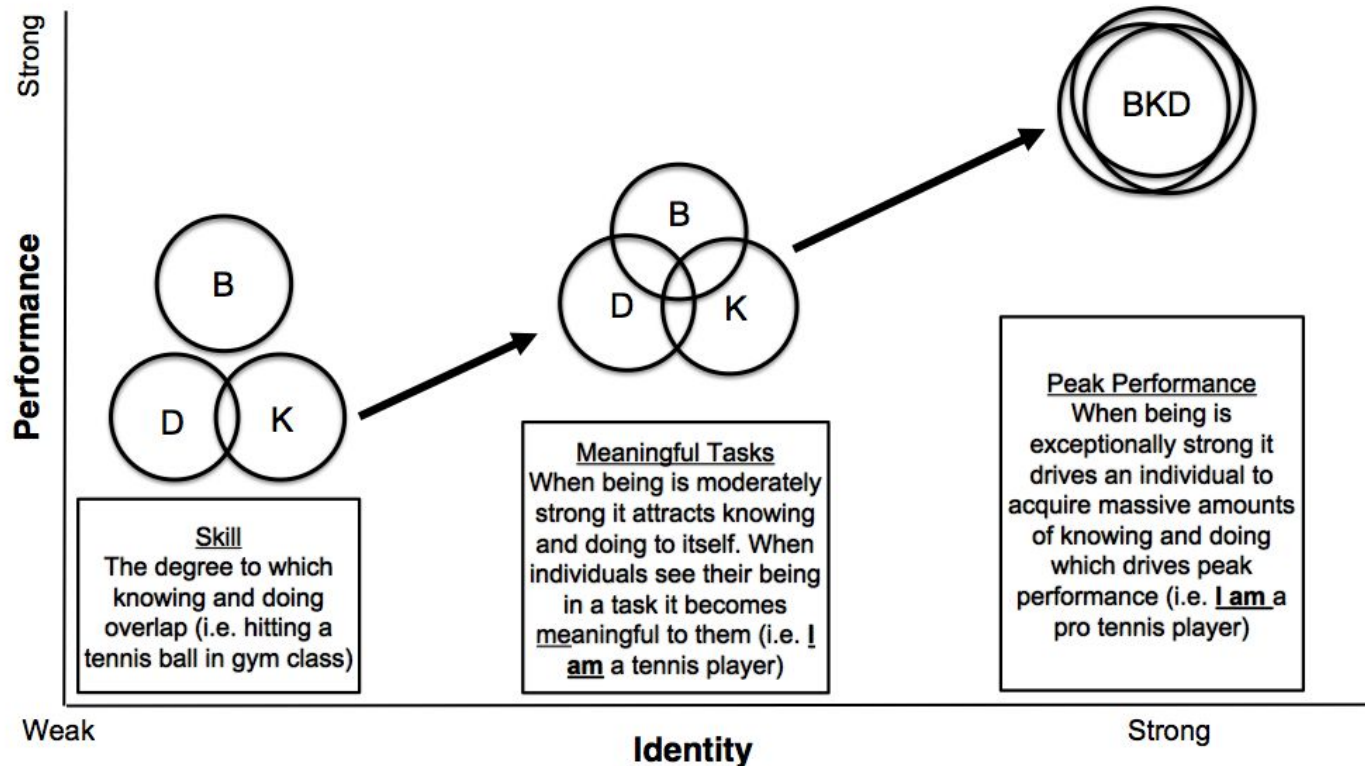 Strong
Performance
B
D
K
B
D
K
BKD
Skill
The degree to which
knowing and doing
overlap (i.e. hitting a
tennis ball in gym class)
Meaningful Tasks
When being is moderately
strong it attracts knowing
and doing to itself. When
individuals see their being
in a task it becomes
meaningful to them (i.e. I
am a tennis player)
Peak Performance
When being is
exceptionally strong it
drives an individual to
acquire massive amounts
of knowing and doing
which drives peak
performance (i.e. I am a
pro tennis player)
Weak
Identity
Strong